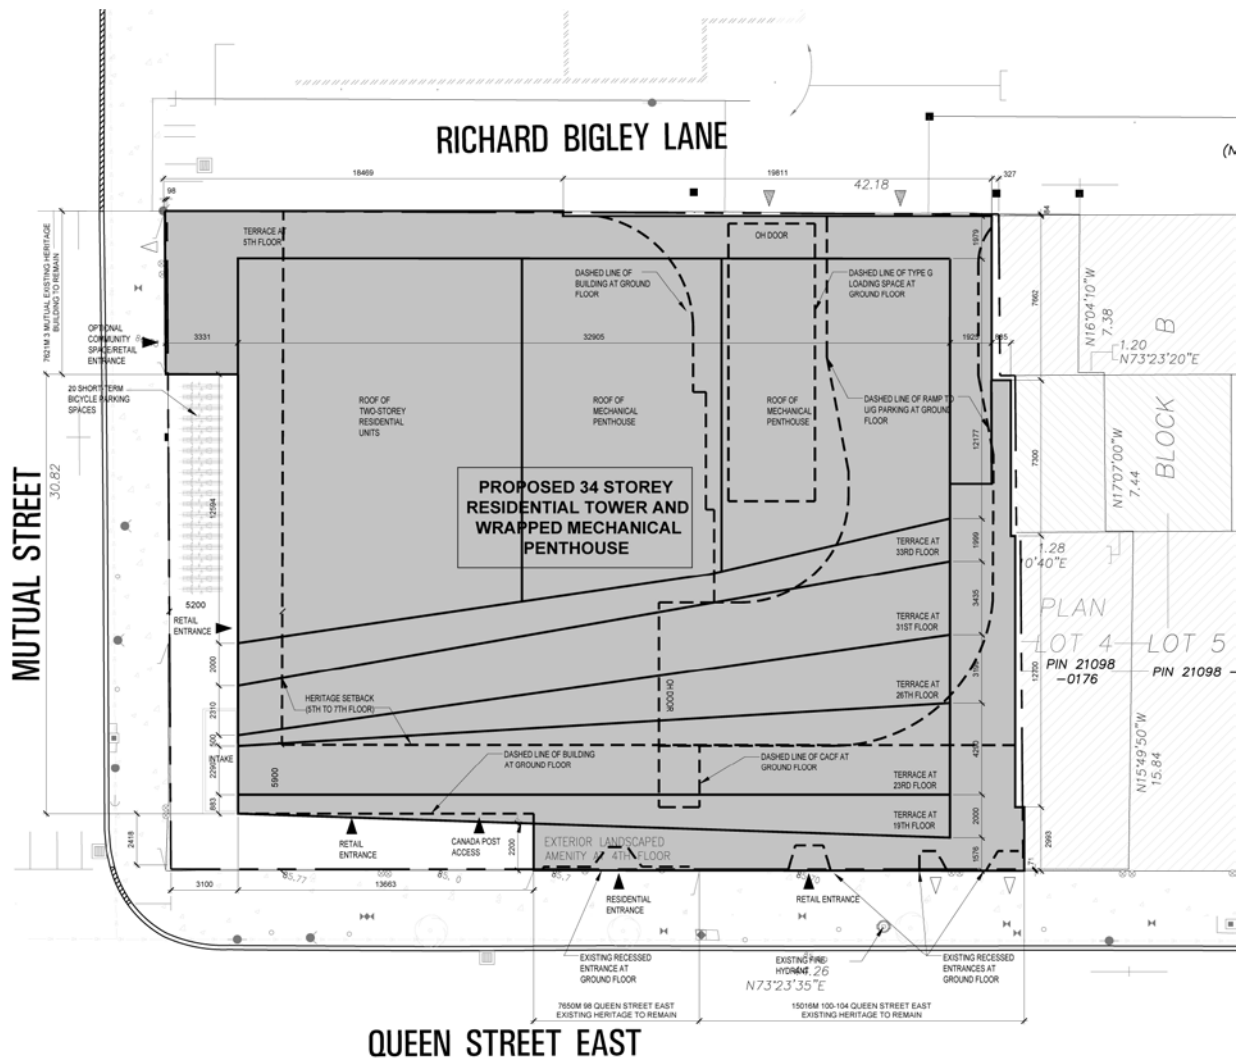 RICHARD BIGLEY LANE
(M
18469
19811
327
98
42.18
84
TERRACE AT
5TH FLOOR
OH DOOR
1979
7621M 3 MUTUAL EXISTING HERITAGE
BUILDING TO REMAIN
DASHED LINE OF
BUILDING AT GROUND
FLOOR
DASHED LINE OF TYPE G
LOADING SPACE AT
GROUND FLOOR
7662
N16°04'10"W
7.38
B
OPTIONAL
COMMUNITY
SPACE/RETAIL
ENTRANCE
3331
32905
1925
835
1.20
N73°23'20"E
20 SHORT-TERM
BICYCLE PARKING
SPACES
ROOF OF
TWO-STOREY
RESIDENTIAL
UNITS
ROOF OF
MECHANICAL
PENTHOUSE
ROOF OF
MECHANICAL
PENTHOUSE
DASHED LINE OF RAMP TO
U/G PARKING AT GROUND
FLOOR
12177
7300
N17°07'00"W
7.44
BLOCK
MUTUAL STREET
30.82
12594
PROPOSED 34 STOREY
RESIDENTIAL TOWER AND
WRAPPED MECHANICAL
PENTHOUSE
TERRACE AT
33RD FLOOR
1999
1.28
10'40"E
3435
5200
RETAIL
ENTRANCE
TERRACE AT
31ST FLOOR
PLAN
LOT 4
LOT 5
PIN 21098
-0176
PIN 21098 -
2000
12700
HERITAGE SETBACK
(5TH TO 7TH FLOOR)
OH DOOR
TERRACE AT
26TH FLOOR
2310
500
INTAKE
2290
5900
DASHED LINE OF BUILDING
AT GROUND FLOOR
DASHED LINE OF CACF AT
GROUND FLOOR
4290
N15°49'50"W
15.84
TERRACE AT
23RD FLOOR
883
TERRACE AT
19TH FLOOR
2000
2418
RETAIL
ENTRANCE
CANADA POST
ACCESS
2200
EXTERIOR LANDSCAPED
AMENITY AT 4TH FLOOR
1576
71
2993
85.77
3100
13663
RESIDENTIAL
ENTRANCE
RETAIL ENTRANCE
EXISTING RECESSED
ENTRANCE AT
GROUND FLOOR
EXISTING FIRE
HYDRANT
N73°23'35"E
EXISTING RECESSED
ENTRANCES AT
GROUND FLOOR
7650M 98 QUEEN STREET EAST
EXISTING HERITAGE TO REMAIN
15016M 100-104 QUEEN STREET EAST
EXISTING HERITAGE TO REMAIN
QUEEN STREET EAST